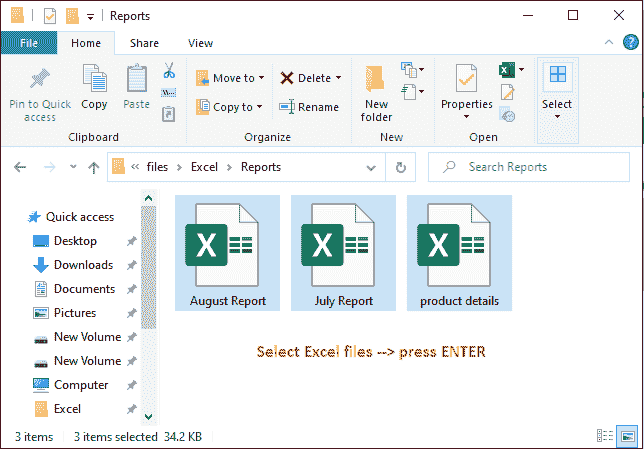 Reports
File Home Share View
Pin to Quick access
Copy
Paste
Clipboard
Move to
Copy to
Delete
Rename
Organize
New folder
New
Properties
Open
Select
files Excel Reports
Search Reports
Quick access
Desktop
Downloads
Documents
Pictures
New Volume
New Volume
Computer
Excel
August Report
July Report
product details
Select Excel files --> press ENTER
3 items 3 items selected 34.2 KB